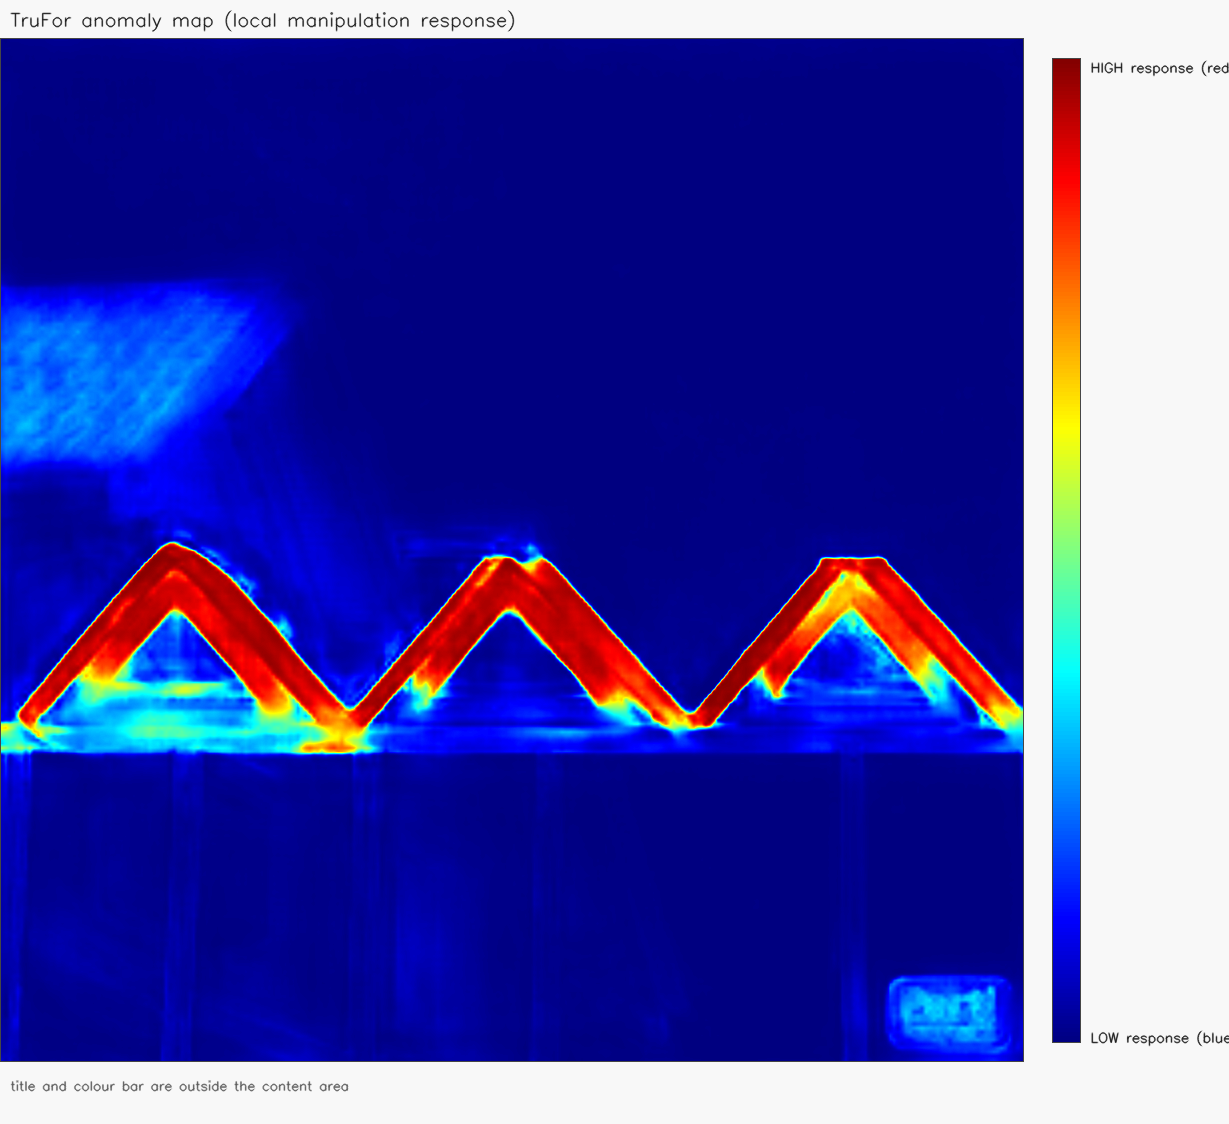 TruFor anomaly map (local manipulation response)
HIGH response (red
LOW response (blue
title and colour bar are outside the content area